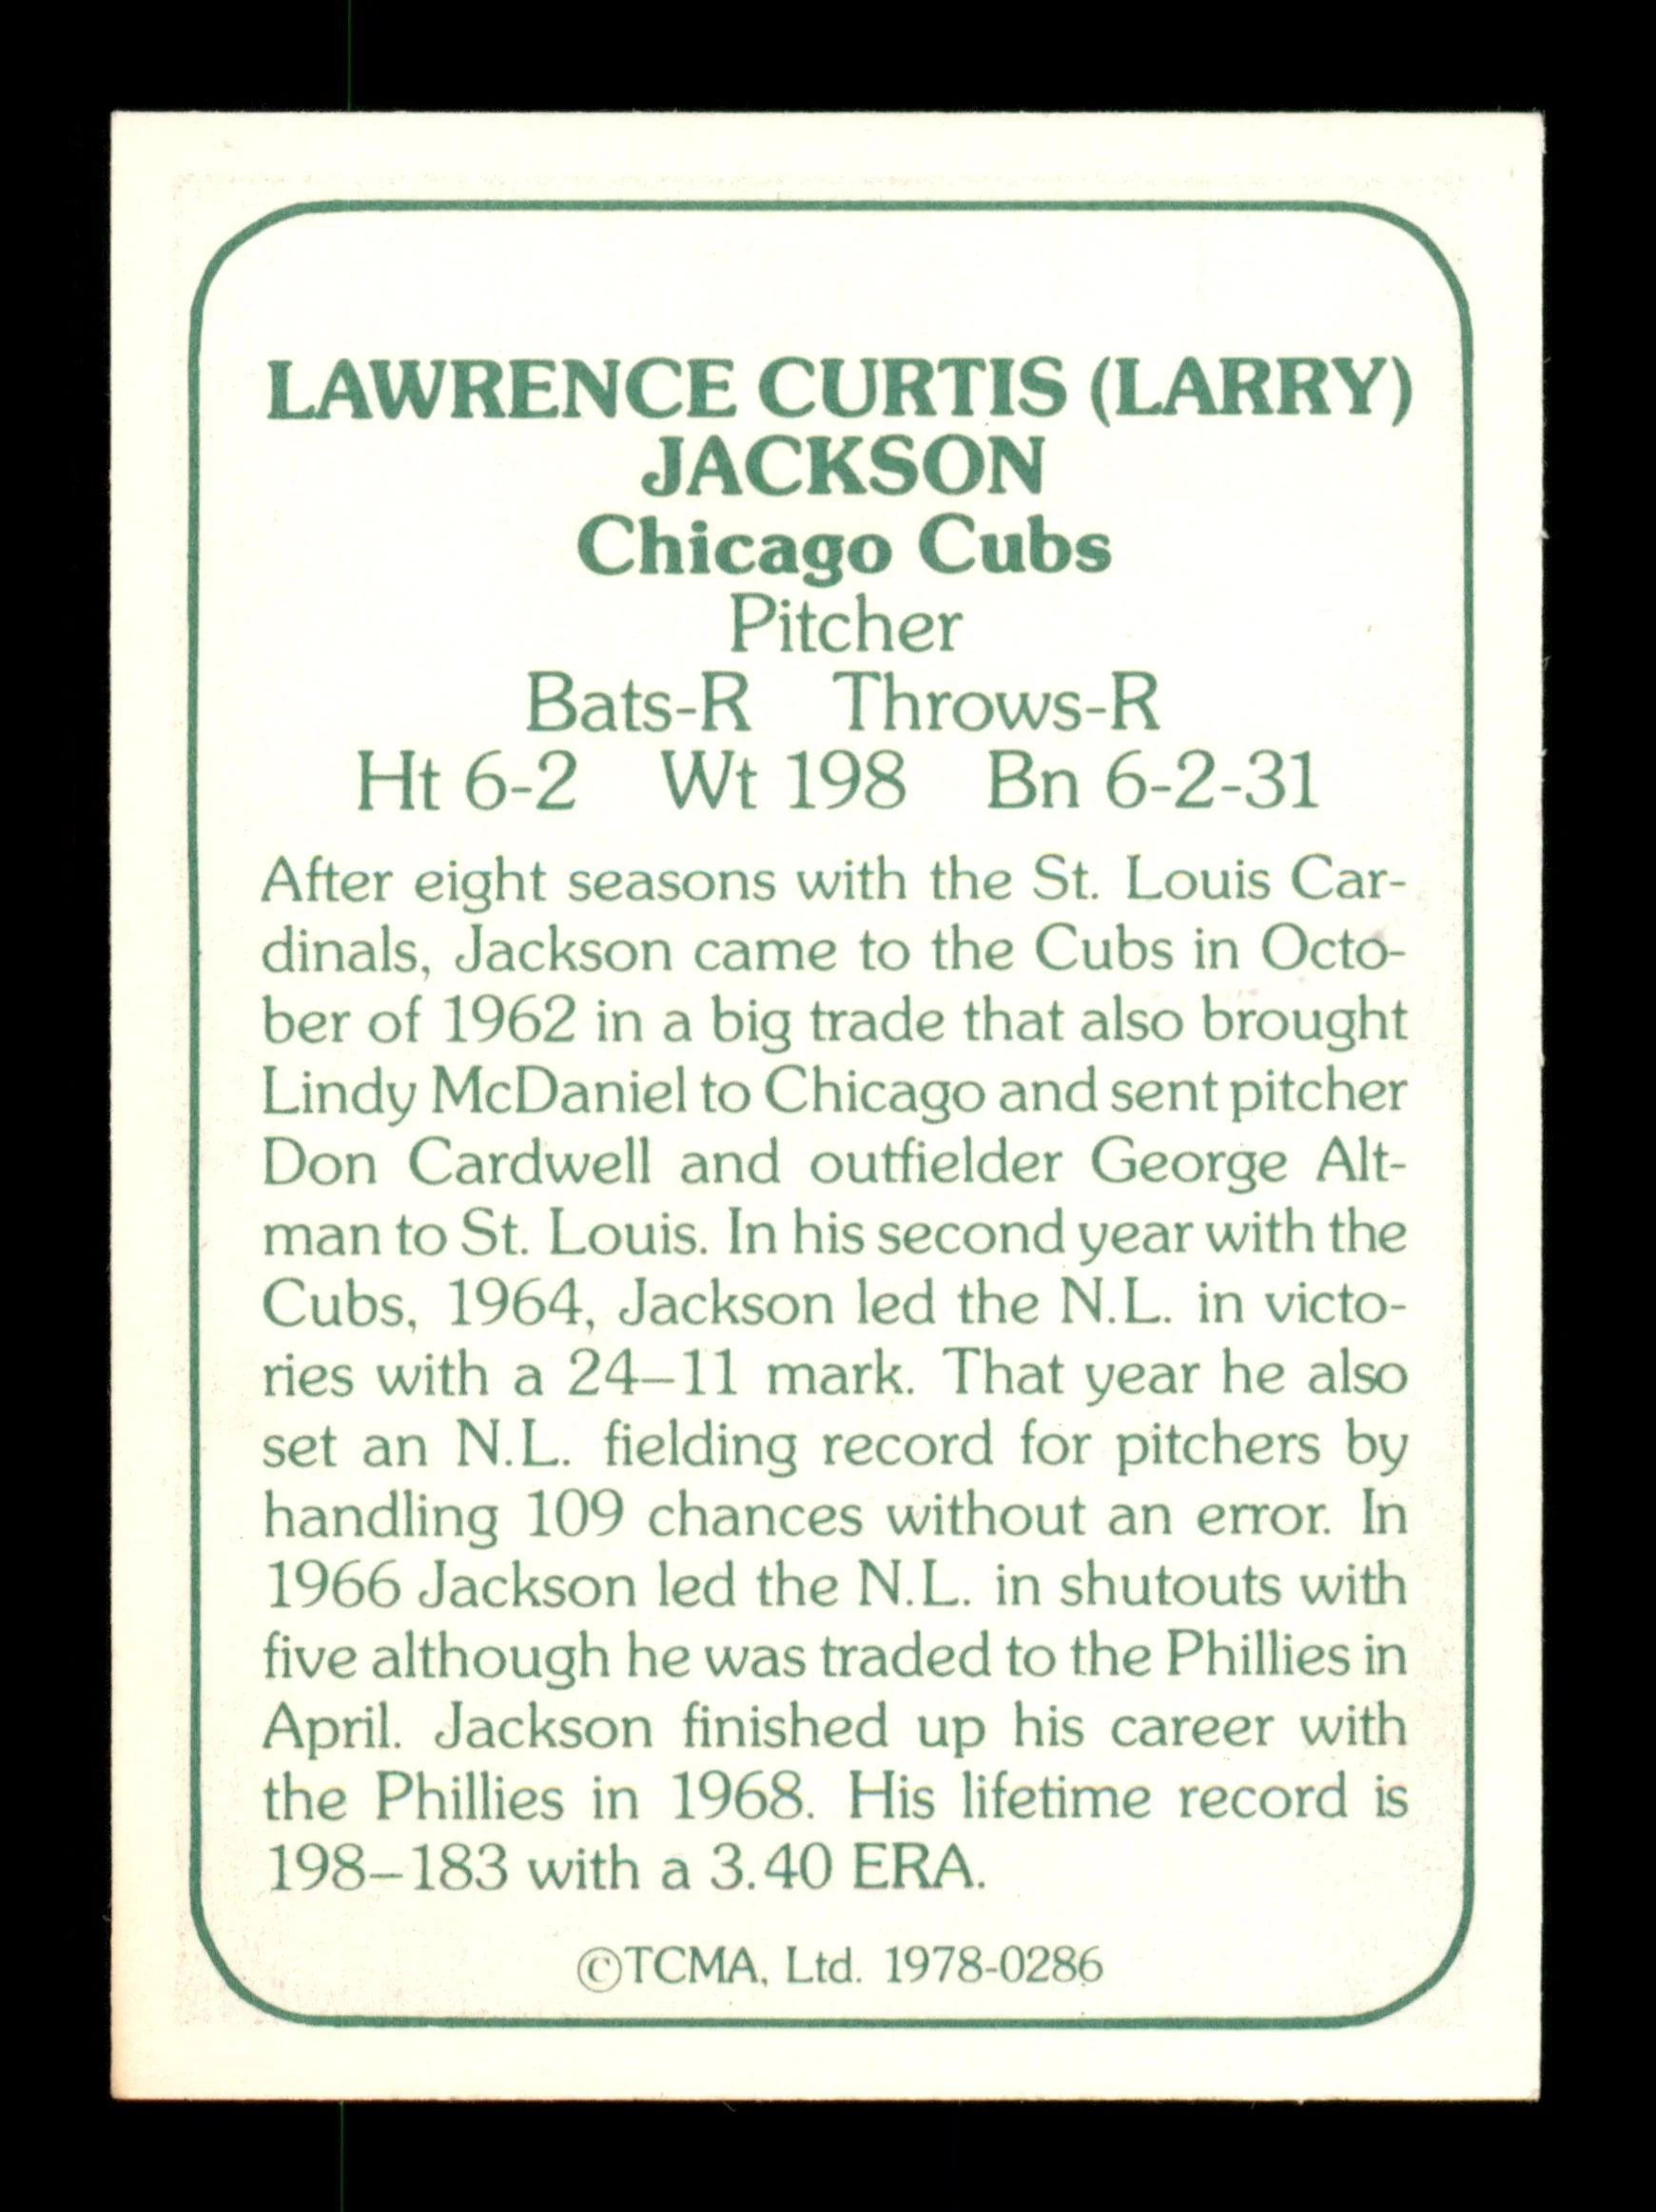 LAWRENCE CURTIS (LARRY)
JACKSON
Chicago Cubs
Pitcher
Bats-R Throws-R
Ht 6-2 Wt 198 Bn 6-2-31
After eight seasons with the St. Louis Car-
dinals, Jackson came to the Cubs in Octo-
ber of 1962 in a big trade that also brought
Lindy McDaniel to Chicago and sent pitcher
Don Cardwell and outfielder George Alt-
man to St. Louis. In his second year with the
Cubs, 1964, Jackson led the N.L. in victo-
ries with a 24–11 mark. That year he also
set an N.L. fielding record for pitchers by
handling 109 chances without an error. In
1966 Jackson led the N.L. in shutouts with
five although he was traded to the Phillies in
April. Jackson finished up his career with
the Phillies in 1968. His lifetime record is
198–183 with a 3.40 ERA.
©TCMA, Ltd. 1978-0286